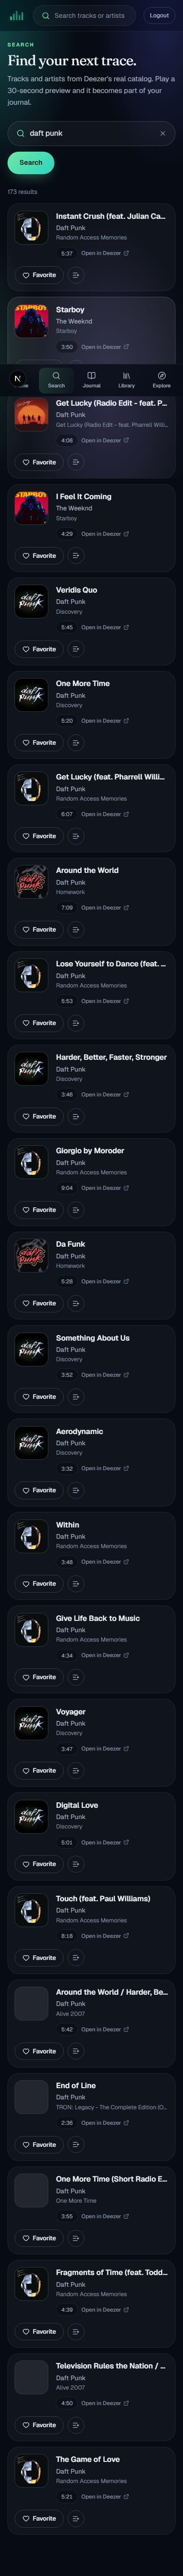 Search tracks or artists
Logout
SEARCH
Find your next trace.
Tracks and artists from Deezer's real catalog. Play a
30-second preview and it becomes part of your
journal.
daft punk
Search
173 results
Instant Crush (feat. Julian Ca...
Daft Punk
Random Access Memories
5:37 Open in Deezer
Favorite
Starboy
The Weeknd
Starboy
3:50 Open in Deezer
N
Search Journal Library Explore
Get Lucky (Radio Edit - feat. P...
Daft Punk
Get Lucky (Radio Edit - feat. Pharrell Willi...
4:08 Open in Deezer
Favorite
I Feel It Coming
The Weeknd
Starboy
4:29 Open in Deezer
Favorite
Veridis Quo
Daft Punk
Discovery
5:45 Open in Deezer
Favorite
One More Time
Daft Punk
Discovery
5:20 Open in Deezer
Favorite
Get Lucky (feat. Pharrell Willi...
Daft Punk
Random Access Memories
6:07 Open in Deezer
Favorite
Around the World
Daft Punk
Homework
7:09 Open in Deezer
Favorite
Lose Yourself to Dance (feat. ...
Daft Punk
Random Access Memories
5:53 Open in Deezer
Favorite
Harder, Better, Faster, Stronger
Daft Punk
Discovery
3:46 Open in Deezer
Favorite
Giorgio by Moroder
Daft Punk
Random Access Memories
9:04 Open in Deezer
Favorite
Da Funk
Daft Punk
Homework
5:28 Open in Deezer
Favorite
Something About Us
Daft Punk
Discovery
3:52 Open in Deezer
Favorite
Aerodynamic
Daft Punk
Discovery
3:32 Open in Deezer
Favorite
Within
Daft Punk
Random Access Memories
3:48 Open in Deezer
Favorite
Give Life Back to Music
Daft Punk
Random Access Memories
4:34 Open in Deezer
Favorite
Voyager
Daft Punk
Discovery
3:47 Open in Deezer
Favorite
Digital Love
Daft Punk
Discovery
5:01 Open in Deezer
Favorite
Touch (feat. Paul Williams)
Daft Punk
Random Access Memories
8:18 Open in Deezer
Favorite
Around the World / Harder, Be...
Daft Punk
Alive 2007
5:42 Open in Deezer
Favorite
End of Line
Daft Punk
TRON: Legacy - The Complete Edition (O...
2:36 Open in Deezer
Favorite
One More Time (Short Radio E...
Daft Punk
One More Time
3:55 Open in Deezer
Favorite
Fragments of Time (feat. Todd...
Daft Punk
Random Access Memories
4:39 Open in Deezer
Favorite
Television Rules the Nation / ...
Daft Punk
Alive 2007
4:50 Open in Deezer
Favorite
The Game of Love
Daft Punk
Random Access Memories
5:21 Open in Deezer
Favorite